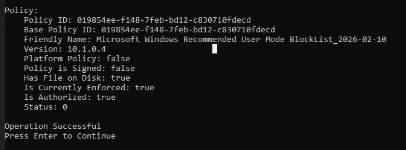 Policy:
Policy ID: 019854ee-f148-7feb-bd12-c830710fdecd
Base Policy ID: 019854ee-f148-7feb-bd12-c830710fdecd
Friendly Name: Microsoft Windows Recommended User Mode BlockList_2026-02-10
Version: 10.1.0.4
Platform Policy: false
Policy is Signed: false
Has File on Disk: true
Is Currently Enforced: true
Is Authorized: true
Status: 0
Operation Successful
Press Enter to Continue